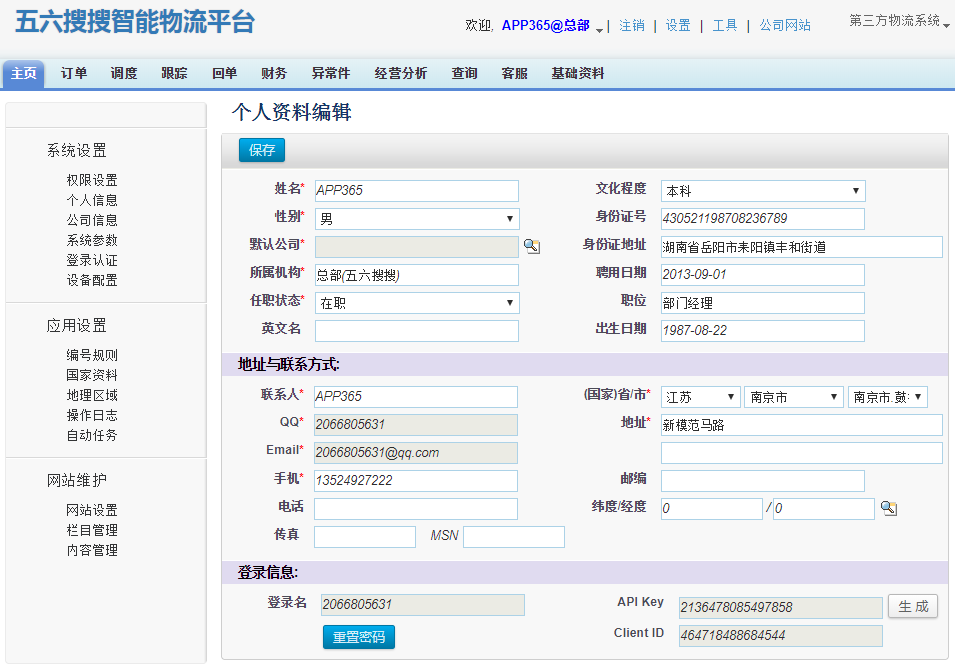 五六搜搜智能物流平台
欢迎, APP365@总部 | 注销 | 设置 | 工具 | 公司网站
第三方物流系统
主页 订单 调度 跟踪 回单 财务 异常件 经营分析 查询 客服 基础资料
系统设置
权限设置
个人信息
公司信息
系统参数
登录认证
设备配置
应用设置
编号规则
国家资料
地理区域
操作日志
自动任务
网站维护
网站设置
栏目管理
内容管理
个人资料编辑
保存
姓名* APP365 文化程度 本科
性别* 男 身份证号 430521198708236789
默认公司* 身份证地址 湖南省岳阳市耒阳镇丰和街道
所属机构* 总部(五六搜搜) 聘用日期 2013-09-01
任职状态* 在职 职位 部门经理
英文名 出生日期 1987-08-22
地址与联系方式:
联系人* APP365 (国家)省/市* 江苏 南京市 南京市.鼓
QQ* 2066805631 地址* 新模范马路
Email* 2066805631@qq.com
手机* 13524927222 邮编
电话 纬度/经度 0 / 0
传真 MSN
登录信息:
登录名 2066805631 API Key 2136478085497858 生成
重置密码 Client ID 464718488684544